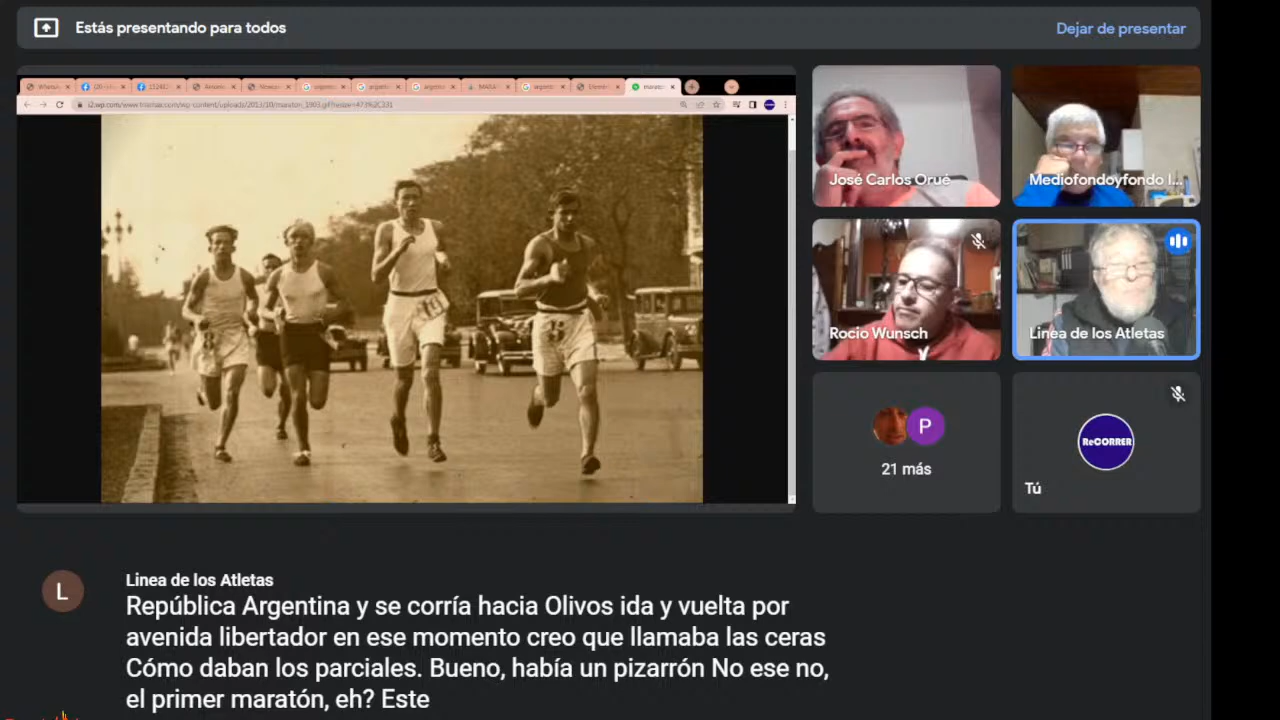 Estás presentando para todos
Dejar de presentar
José Carlos Orué
Mediofondoyfondo I...
Rocio Wunsch
Linea de los Atletas
P
21 más
ReCORRER
Tú
L
Linea de los Atletas
República Argentina y se corría hacia Olivos ida y vuelta por
avenida libertador en ese momento creo que llamaba las ceras
Cómo daban los parciales. Bueno, había un pizarrón No ese no,
el primer maratón, eh? Este